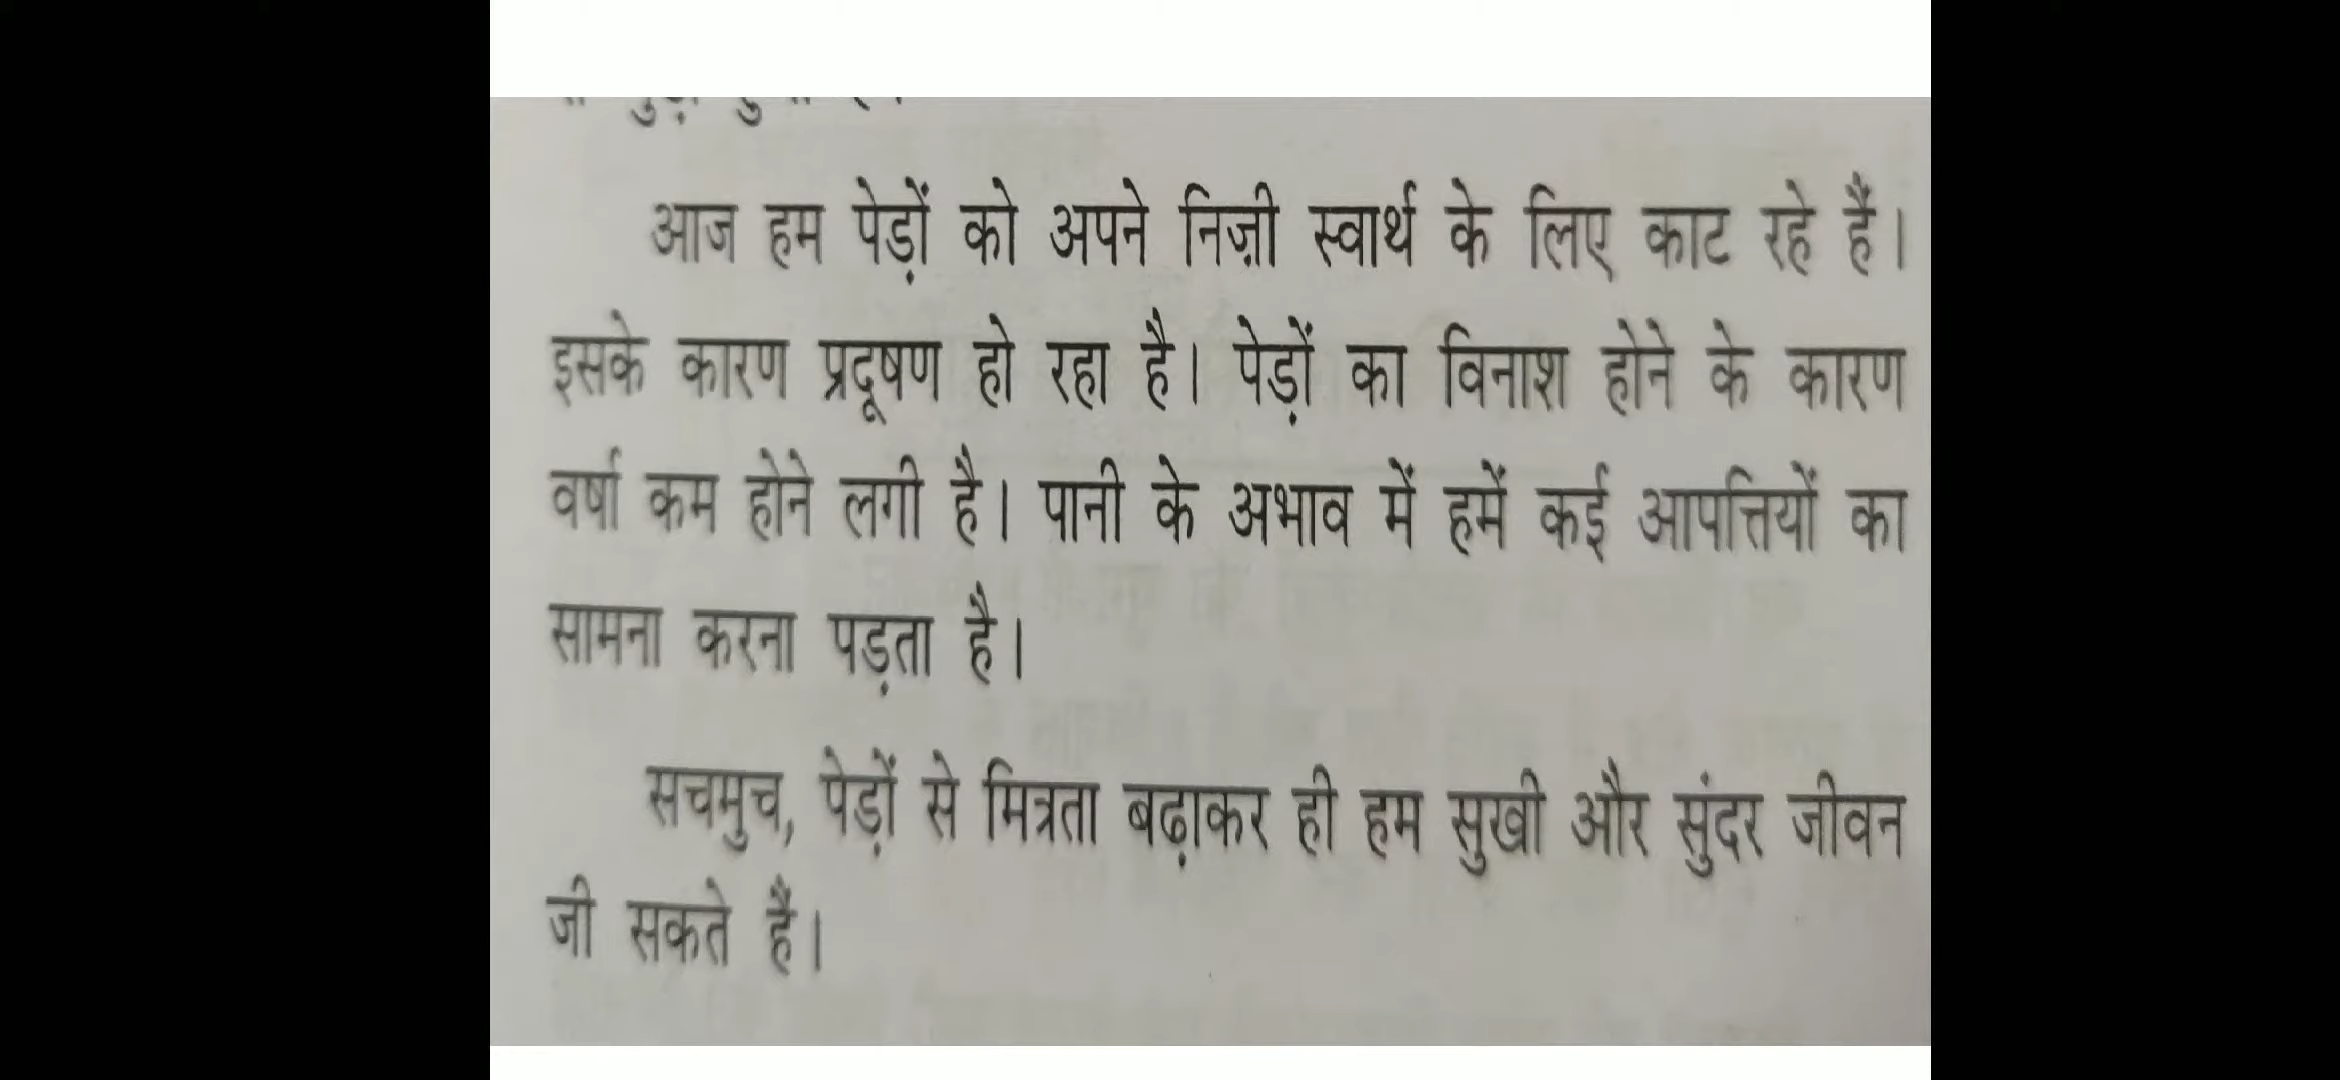 आज हम पेड़ों को अपने निज़ी स्वार्थ के लिए काट रहे हैं।
इसके कारण प्रदूषण हो रहा है। पेड़ों का विनाश होने के कारण
वर्षा कम होने लगी है। पानी के अभाव में हमें कई आपत्तियों का
सामना करना पड़ता है।
सचमुच, पेड़ों से मित्रता बढ़ाकर ही हम सुखी और सुंदर जीवन
जी सकते हैं।